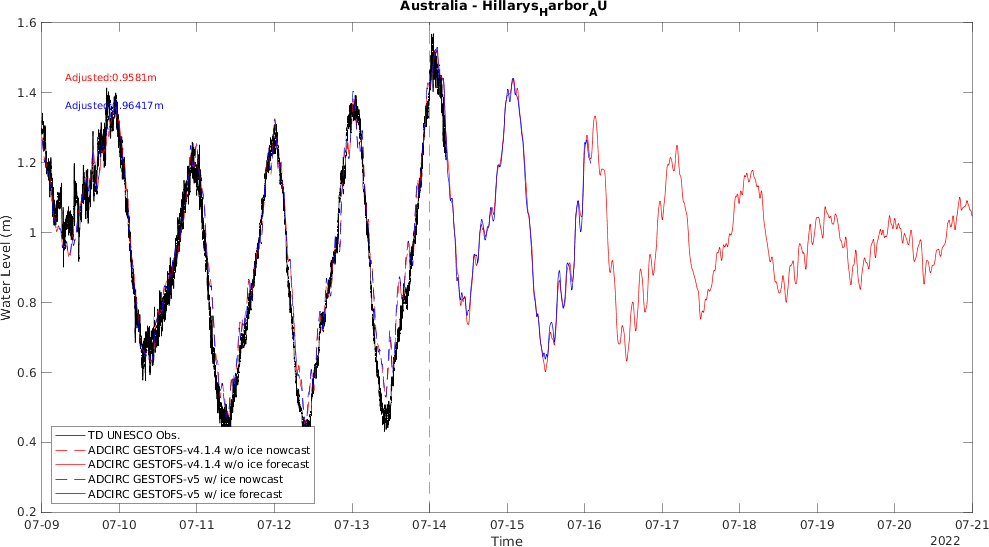 Australia - Hillarys_Harbor_AU
1.6
1.4
1.2
1
0.8
0.6
0.4
0.2
Water Level (m)
Adjusted:0.9581m
Adjusted:0.96417m
TD UNESCO Obs.
ADCIRC GESTOFS-v4.1.4 w/o ice nowcast
ADCIRC GESTOFS-v4.1.4 w/o ice forecast
ADCIRC GESTOFS-v5 w/ ice nowcast
ADCIRC GESTOFS-v5 w/ ice forecast
07-09 07-10 07-11 07-12 07-13 07-14 07-15 07-16 07-17 07-18 07-19 07-20 07-21
Time
2022